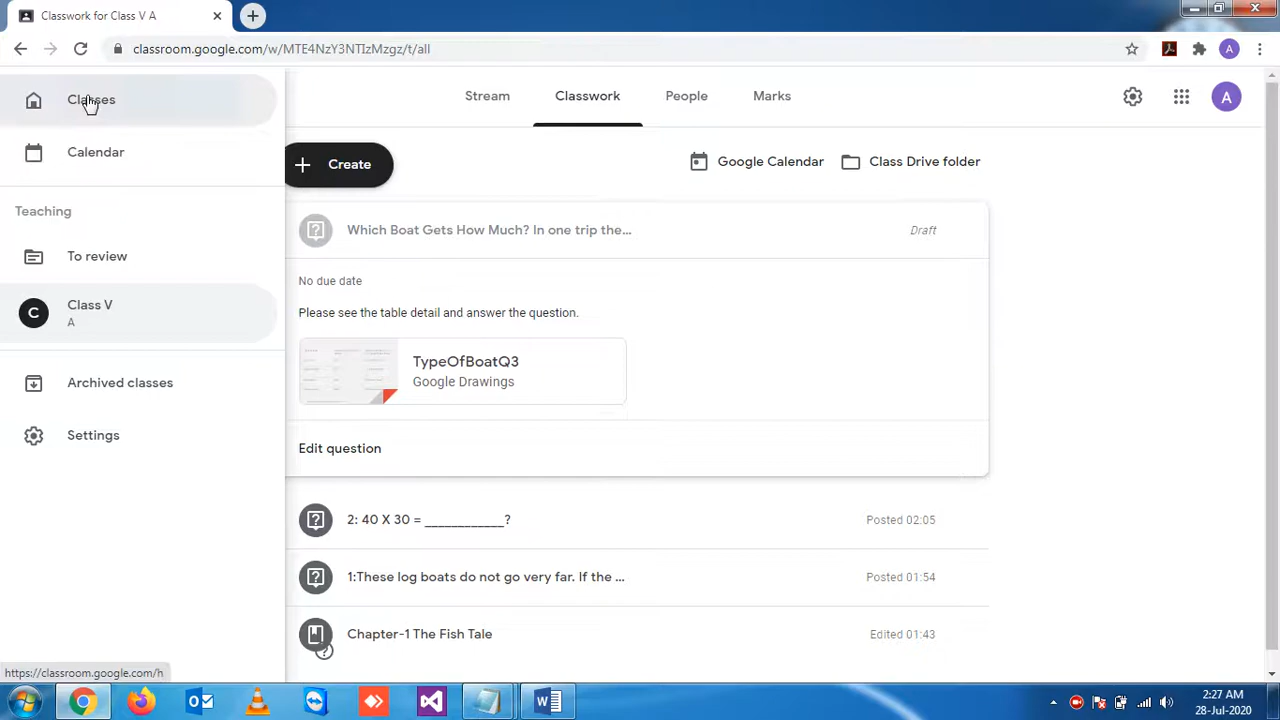 Classwork for Class V A
classroom.google.com/w/MTE4NzY3NTIzMzgz/t/all
A
Classes
Calendar
Teaching
To review
C
Class V
A
Archived classes
Settings
Stream
Classwork
People
Marks
A
Create
Google Calendar
Class Drive folder
Which Boat Gets How Much? In one trip the...
Draft
No due date
Please see the table detail and answer the question.
TypeOfBoatQ3
Google Drawings
Edit question
2: 40 X 30 = ____________?
Posted 02:05
1:These log boats do not go very far. If the ...
Posted 01:54
Chapter-1 The Fish Tale
Edited 01:43
https://classroom.google.com/h
2:27 AM
28-Jul-2020